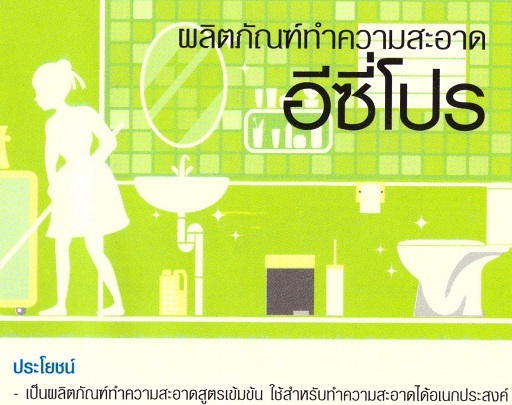 ผลิตภัณฑ์ทำความสะอาด
อีซี่โปร
ประโยชน์
- เป็นผลิตภัณฑ์ทำความสะอาดสูตรเข้มข้น ใช้สำหรับทำความสะอาดได้อเนกประสงค์